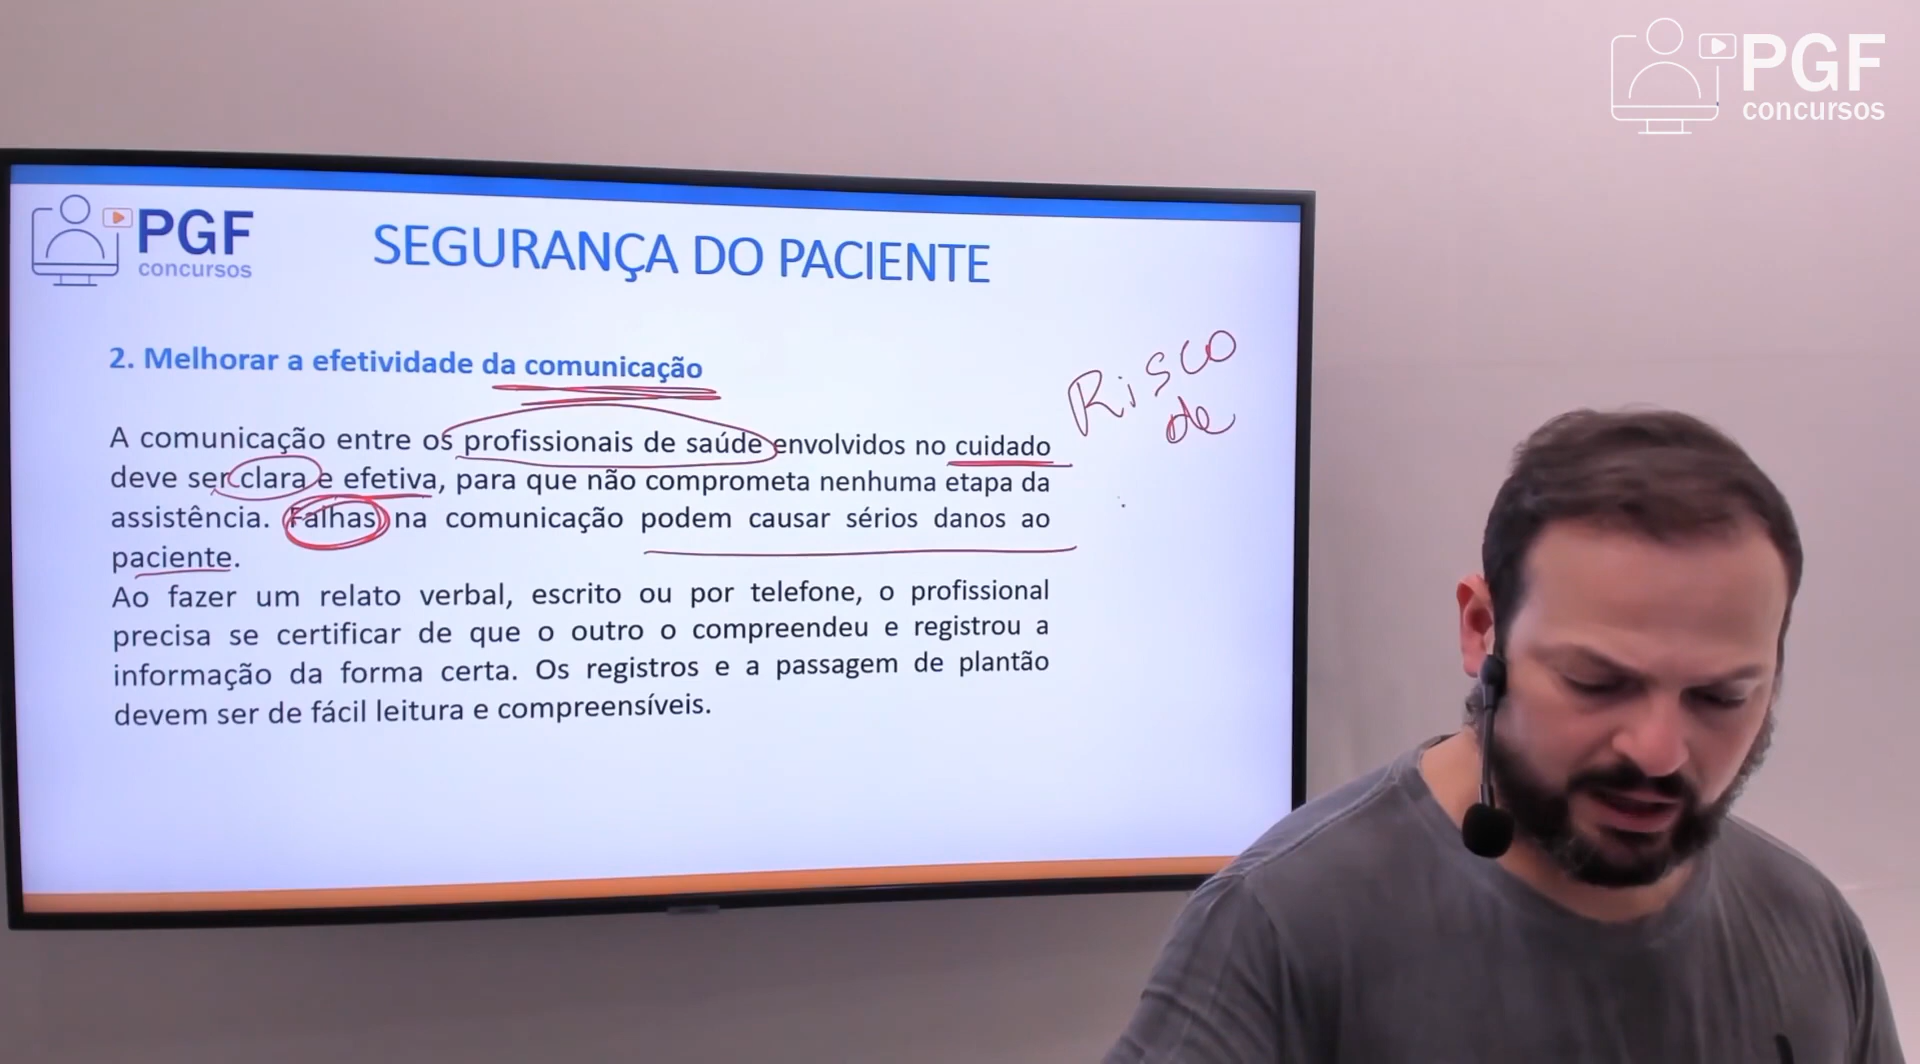 PGF
concursos
PGF
concursos
SEGURANÇA DO PACIENTE
2. Melhorar a efetividade da comunicação
A comunicação entre os profissionais de saúde envolvidos no cuidado
deve ser clara e efetiva, para que não comprometa nenhuma etapa da
assistência. Falhas na comunicação podem causar sérios danos ao
paciente.
Ao fazer um relato verbal, escrito ou por telefone, o profissional
precisa se certificar de que o outro o compreendeu e registrou a
informação da forma certa. Os registros e a passagem de plantão
devem ser de fácil leitura e compreensíveis.
Risco
de